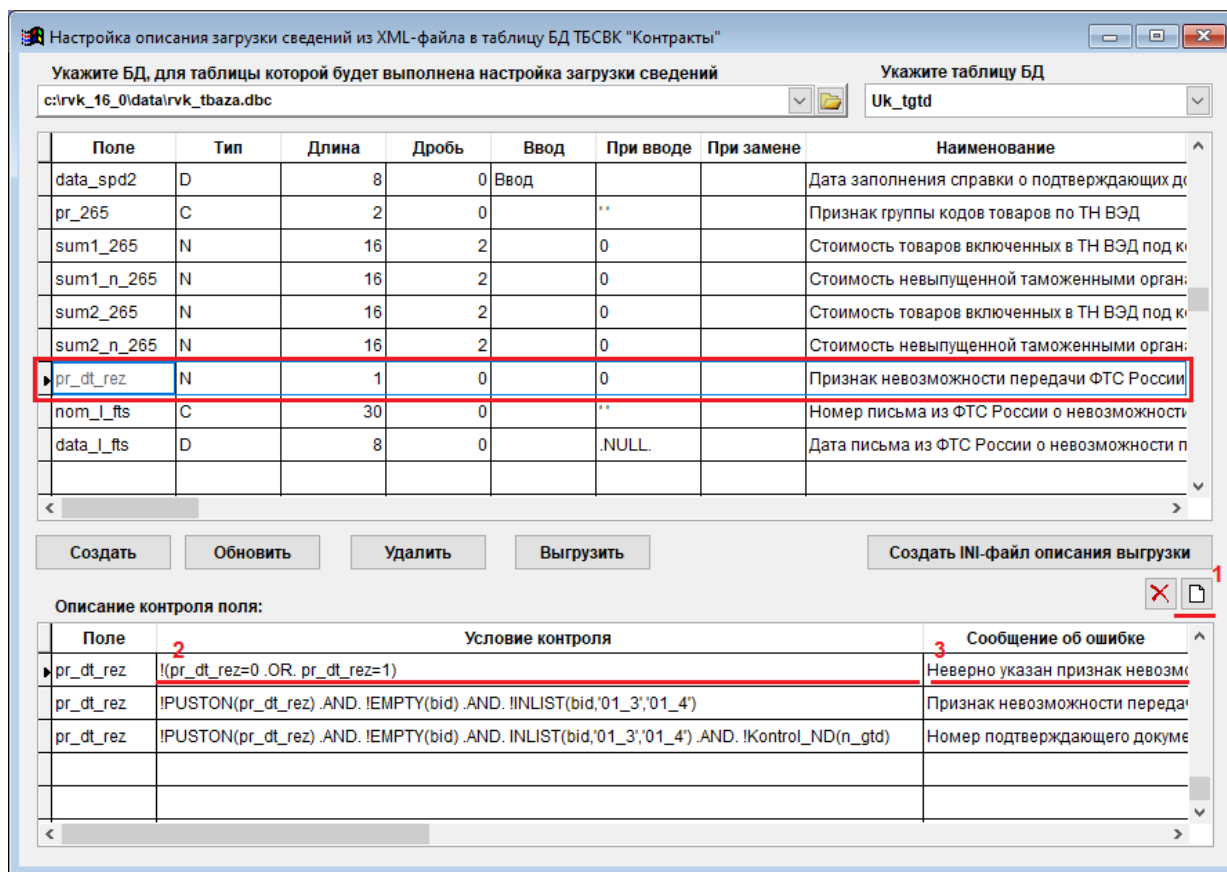 Настройка описания загрузки сведений из XML-файла в таблицу БД ТБСВК "Контракты"
Укажите БД, для таблицы которой будет выполнена настройка загрузки сведений Укажите таблицу БД
c:\rvk_16_0\data\rvk_tbaza.dbc Uk_tgtd
Поле Тип Длина Дробь Ввод При вводе При замене Наименование
data_spd2 D 8 0 Ввод Дата заполнения справки о подтверждающих до
pr_265 C 2 0 ' ' Признак группы кодов товаров по ТН ВЭД
sum1_265 N 16 2 0 Стоимость товаров включенных в ТН ВЭД под к
sum1_n_265 N 16 2 0 Стоимость невыпущенной таможенными орган
sum2_265 N 16 2 0 Стоимость товаров включенных в ТН ВЭД под к
sum2_n_265 N 16 2 0 Стоимость невыпущенной таможенными орган
pr_dt_rez N 1 0 0 Признак невозможности передачи ФТС России
nom_l_fts C 30 0 ' ' Номер письма из ФТС России о невозможности
data_l_fts D 8 0 .NULL. Дата письма из ФТС России о невозможности п
Создать Обновить Удалить Выгрузить Создать INI-файл описания выгрузки
1
Описание контроля поля:
Поле Условие контроля Сообщение об ошибке
2 3
pr_dt_rez !(pr_dt_rez=0 .OR. pr_dt_rez=1) Неверно указан признак невозмо
pr_dt_rez !PUSTON(pr_dt_rez) .AND. !EMPTY(bid) .AND. !INLIST(bid,'01_3','01_4') Признак невозможности переда
pr_dt_rez !PUSTON(pr_dt_rez) .AND. !EMPTY(bid) .AND. INLIST(bid,'01_3','01_4') .AND. !Kontrol_ND(n_gtd) Номер подтверждающего докуме